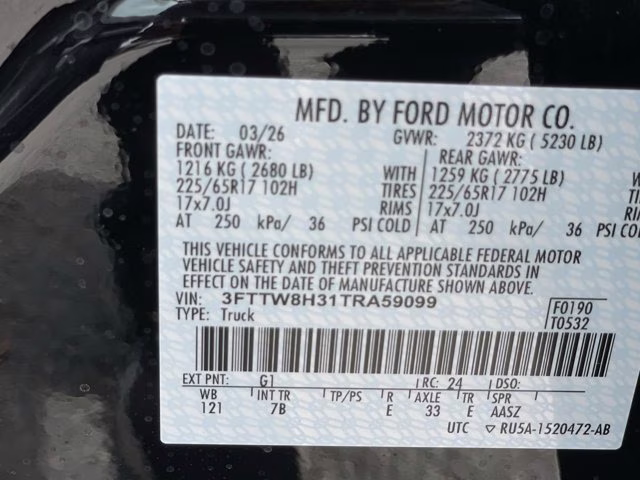 MFD. BY FORD MOTOR CO.
DATE: 03/26 GVWR: 2372 KG ( 5230 LB)
FRONT GAWR: REAR GAWR:
1216 KG ( 2680 LB) WITH 1259 KG ( 2775 LB)
225/65R17 102H TIRES 225/65R17 102H
17x7.0J RIMS 17x7.0J
AT 250 kPa/ 36 PSI COLD AT 250 kPa/ 36 PSI COL
THIS VEHICLE CONFORMS TO ALL APPLICABLE FEDERAL MOTOR
VEHICLE SAFETY AND THEFT PREVENTION STANDARDS IN
EFFECT ON THE DATE OF MANUFACTURE SHOWN ABOVE.
VIN: 3FTTW8H31TRA59099 F0190
TYPE: Truck T0532
EXT PNT: G1 RC: 24 DSO:
WB INT TR TP/PS R AXLE TR SPR
121 7B E 33 E AASZ
UTC ▽RU5A-1520472-AB